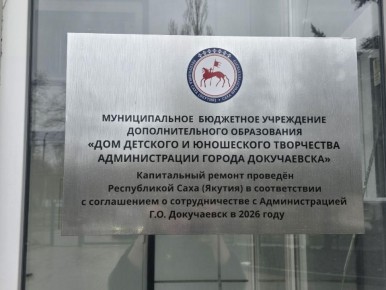 МУНИЦИПАЛЬНОЕ БЮДЖЕТНОЕ УЧРЕЖДЕНИЕ
ДОПОЛНИТЕЛЬНОГО ОБРАЗОВАНИЯ
«ДОМ ДЕТСКОГО И ЮНОШЕСКОГО ТВОРЧЕСТВА
АДМИНИСТРАЦИИ ГОРОДА ДОКУЧАЕВСКА»
Капитальный ремонт проведён
Республикой Саха (Якутия) в соответствии
с соглашением о сотрудничестве с Администрацией
Г.О. Докучаевск в 2026 году